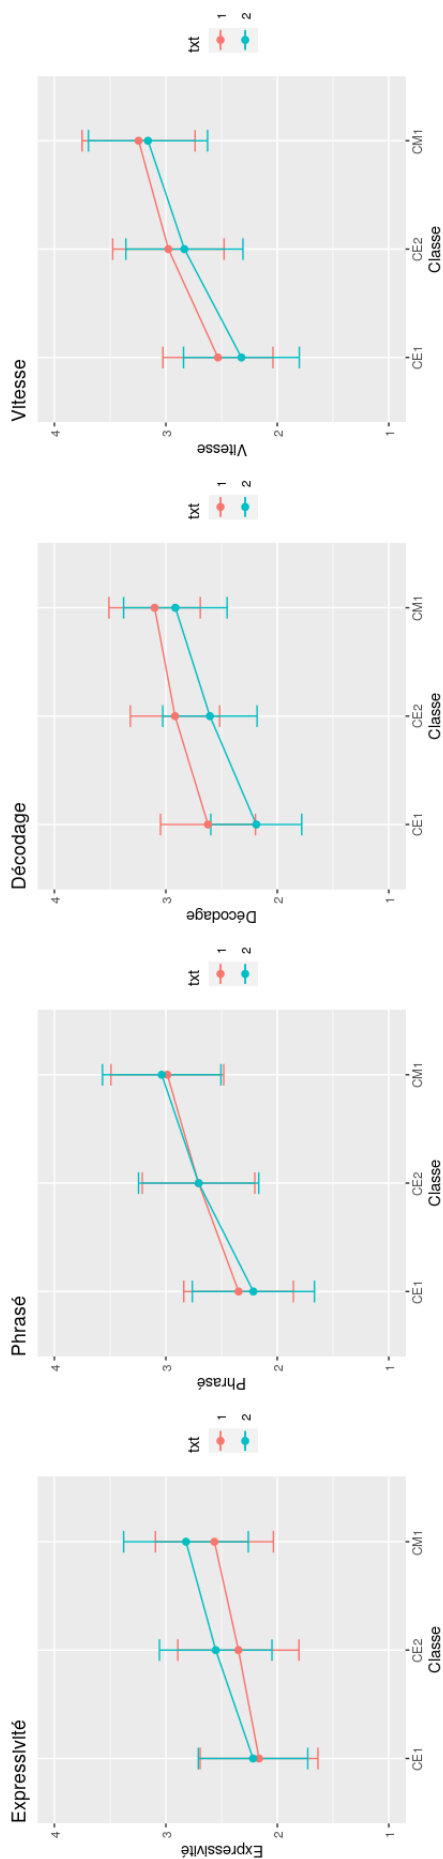 Expressivité
Expressivité
4
3
2
1
CE1
CE2
CM1
Classe
txt
1
2
Phrasé
Phrasé
4
3
2
1
CE1
CE2
CM1
Classe
txt
1
2
Décodage
Décodage
4
3
2
1
CE1
CE2
CM1
Classe
txt
1
2
Vitesse
Vitesse
4
3
2
1
CE1
CE2
CM1
Classe
txt
1
2